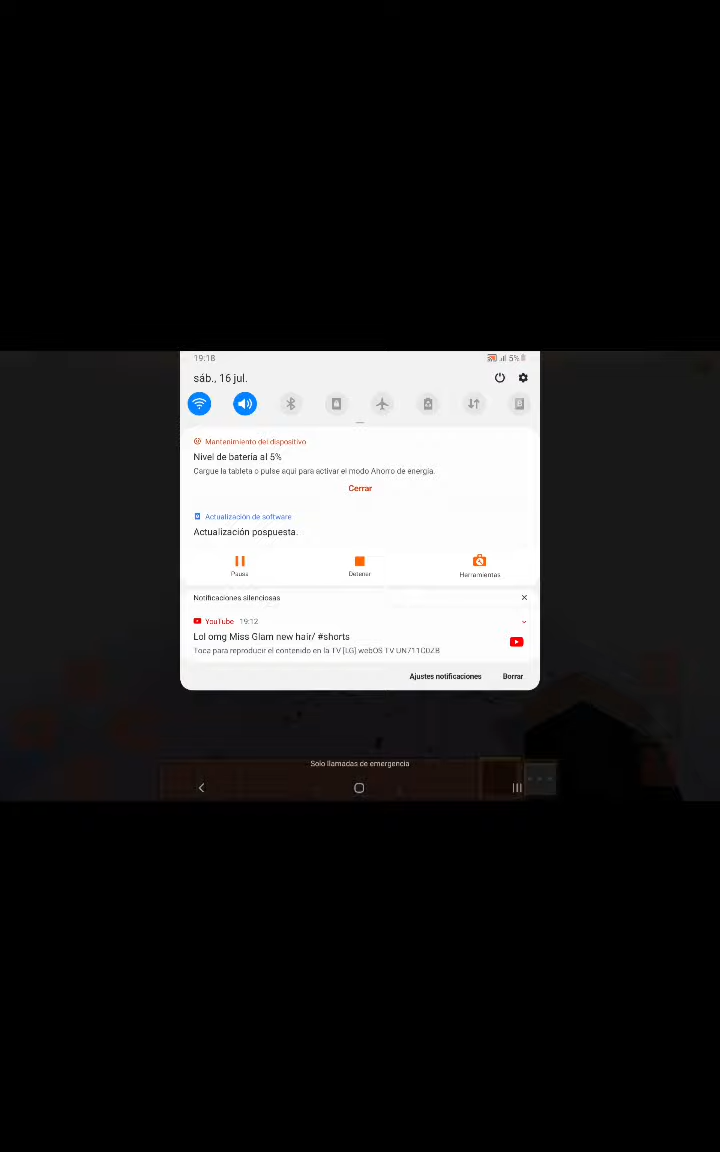 19:18
5%
sáb., 16 jul.
Mantenimiento del dispositivo
Nivel de batería al 5%
Cargue la tableta o pulse aquí para activar el modo Ahorro de energía.
Cerrar
Actualización de software
Actualización pospuesta.
Pausa
Detener
Herramientas
Notificaciones silenciosas
YouTube 19:12
Lol omg Miss Glam new hair/ #shorts
Toca para reproducir el contenido en la TV [LG] webOS TV UN711C0ZB
Ajustes notificaciones
Borrar
Solo llamadas de emergencia